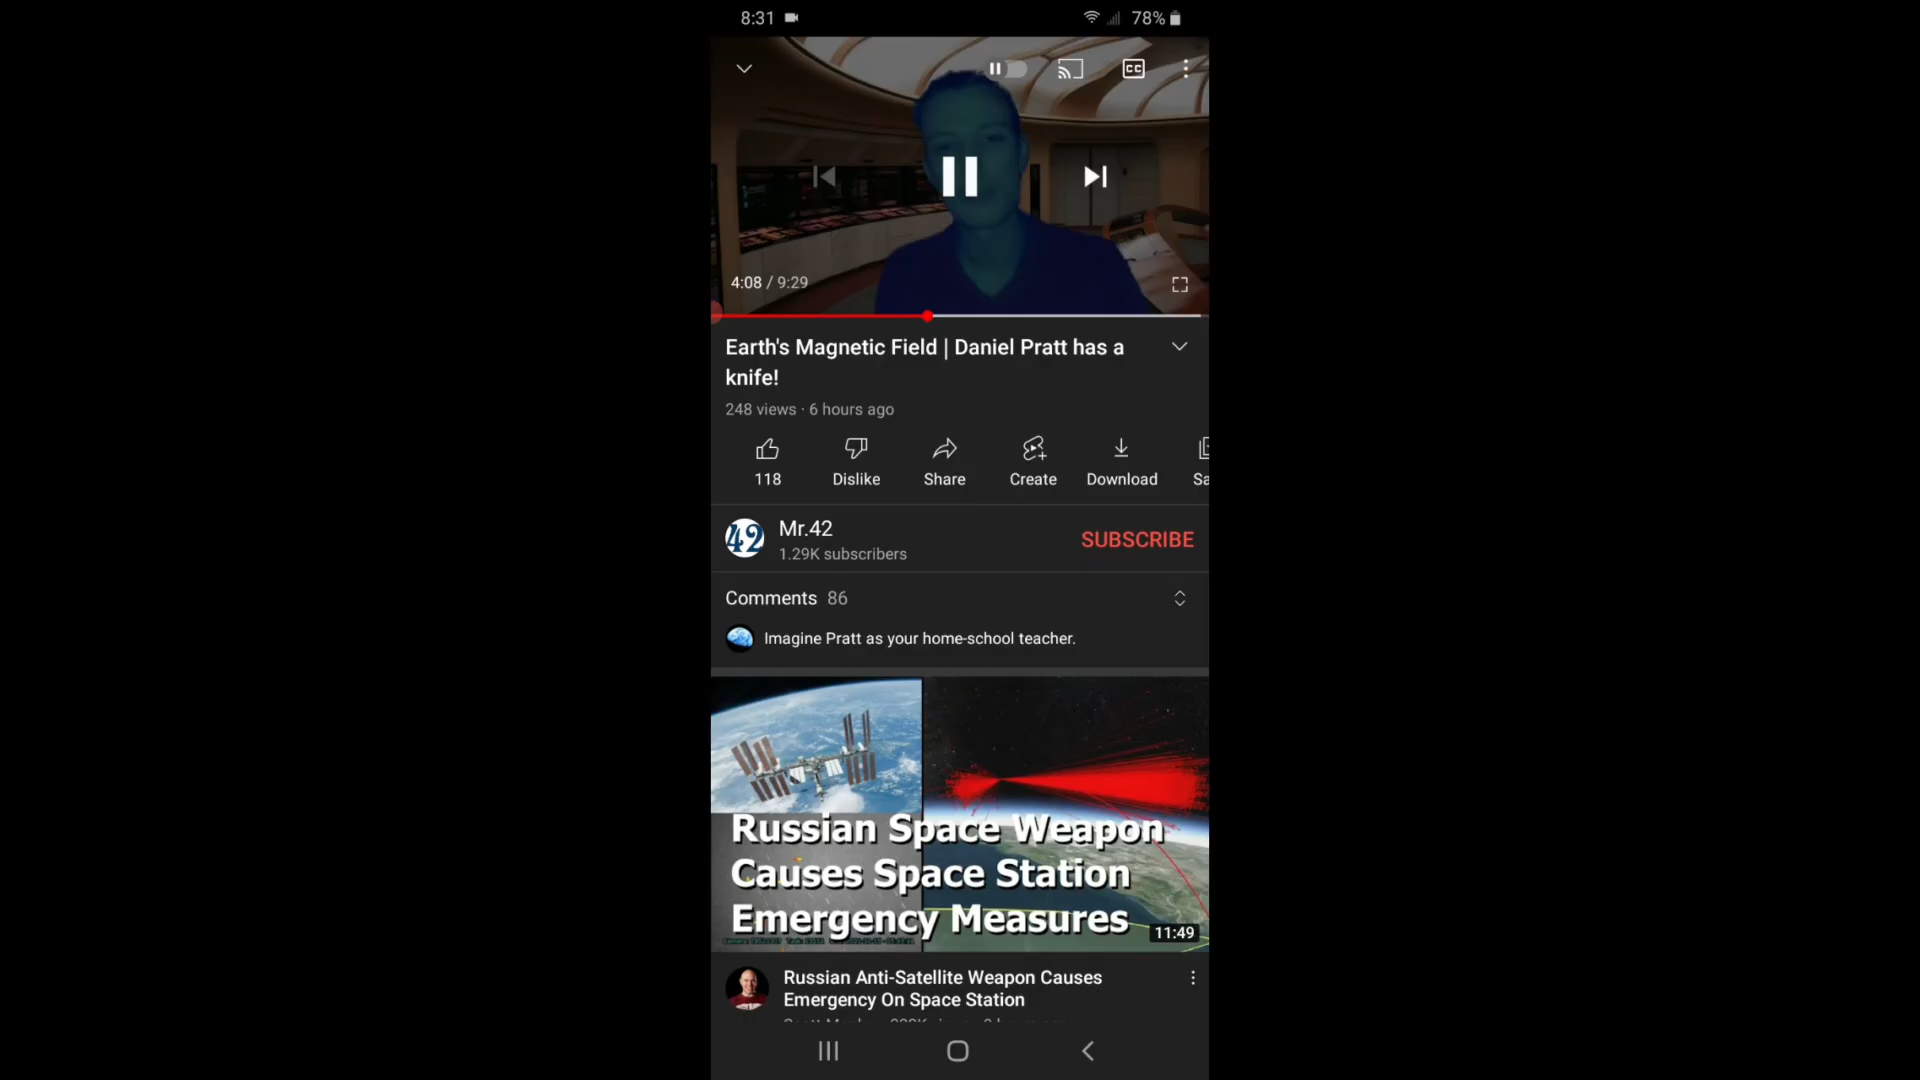 8:31 78%
CC
4:08 / 9:29
Earth's Magnetic Field | Daniel Pratt has a
knife!
248 views · 6 hours ago
118 Dislike Share Create Download Sa
42
Mr.42
SUBSCRIBE
1.29K subscribers
Comments 86
Imagine Pratt as your home-school teacher.
Russian Space Weapon
Causes Space Station
Emergency Measures
11:49
Russian Anti-Satellite Weapon Causes
Emergency On Space Station